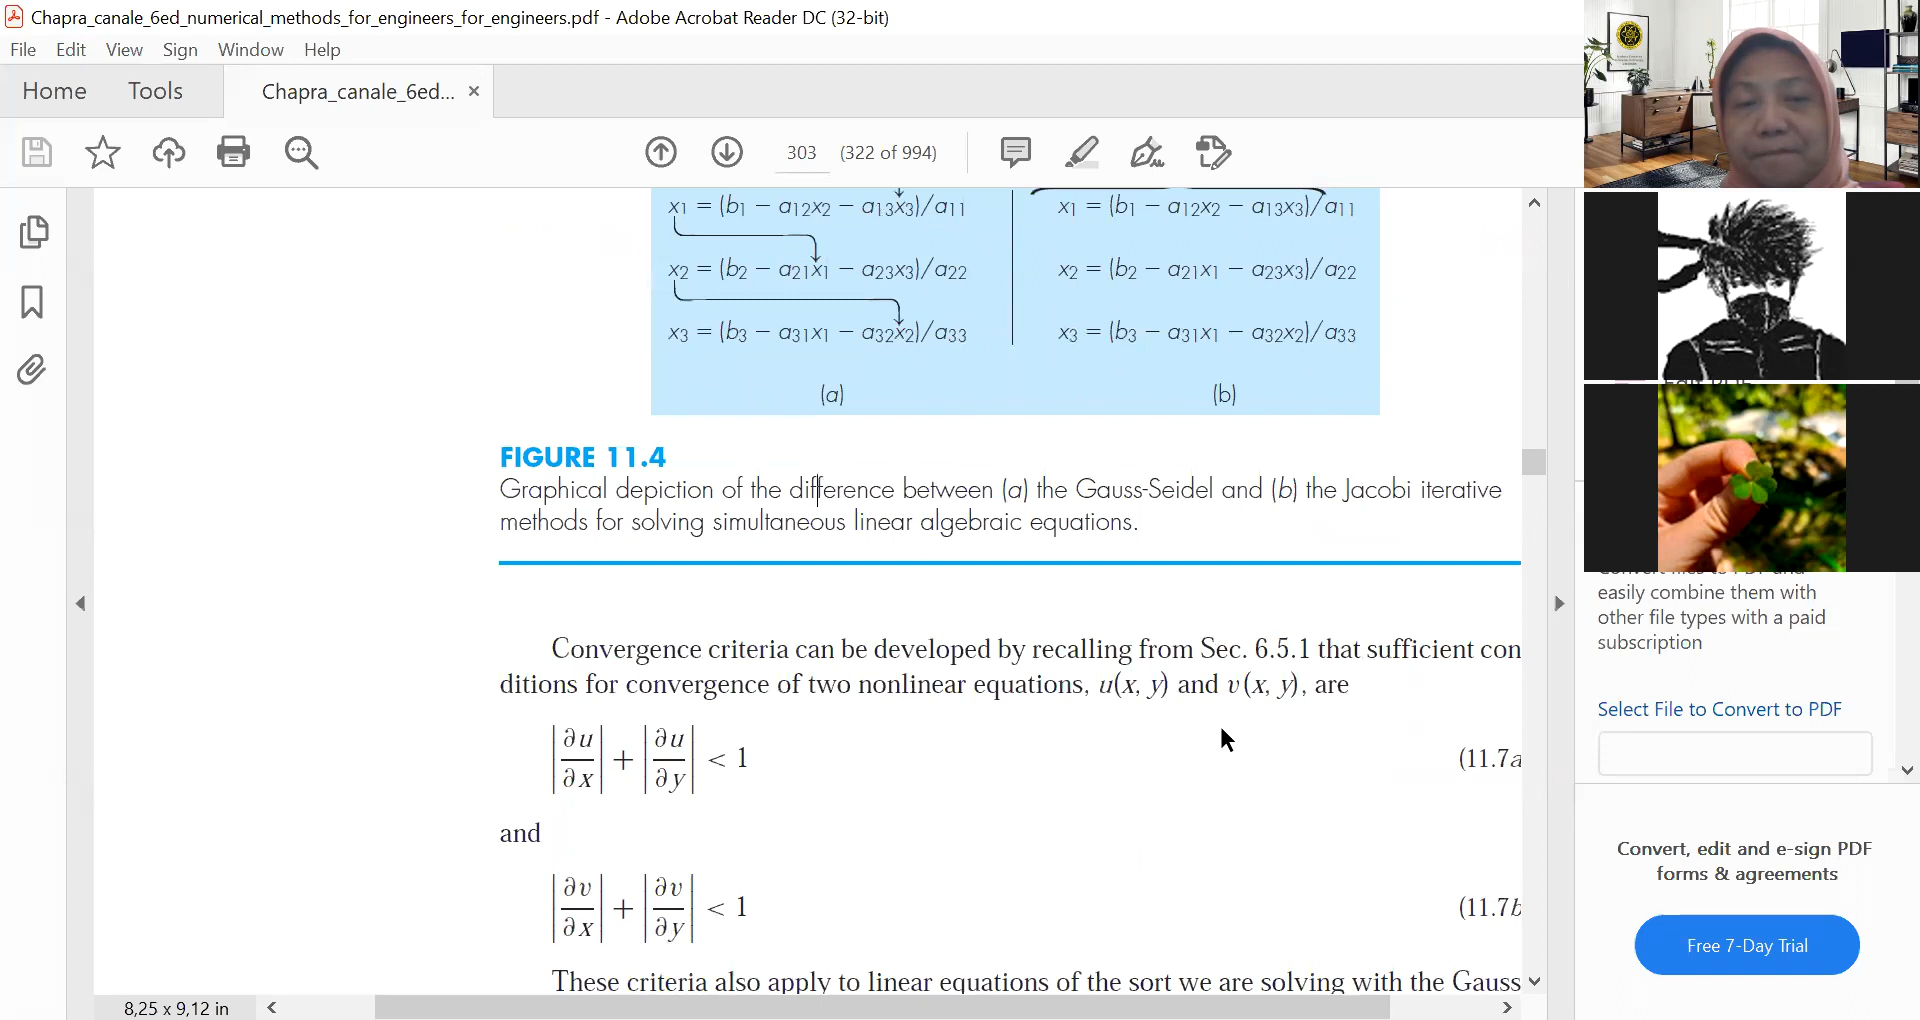 Chapra_canale_6ed_numerical_methods_for_engineers_for_engineers.pdf - Adobe Acrobat Reader DC (32-bit)
File Edit View Sign Window Help
Home Tools Chapra_canale_6ed... ×
303 (322 of 994)
x1 = (b1 − a12x2 − a13x3)/a11 x1 = (b1 − a12x2 − a13x3)/a11
x2 = (b2 − a21x1 − a23x3)/a22 x2 = (b2 − a21x1 − a23x3)/a22
x3 = (b3 − a31x1 − a32x2)/a33 x3 = (b3 − a31x1 − a32x2)/a33
(a) (b)
FIGURE 11.4
Graphical depiction of the difference between (a) the Gauss-Seidel and (b) the Jacobi iterative
methods for solving simultaneous linear algebraic equations.
Convergence criteria can be developed by recalling from Sec. 6.5.1 that sufficient con
ditions for convergence of two nonlinear equations, u(x, y) and v(x, y), are
|∂u/∂x| + |∂u/∂y| < 1 (11.7a
and
|∂v/∂x| + |∂v/∂y| < 1 (11.7b
These criteria also apply to linear equations of the sort we are solving with the Gauss
8,25 x 9,12 in
easily combine them with
other file types with a paid
subscription
Select File to Convert to PDF
Convert, edit and e-sign PDF
forms & agreements
Free 7-Day Trial